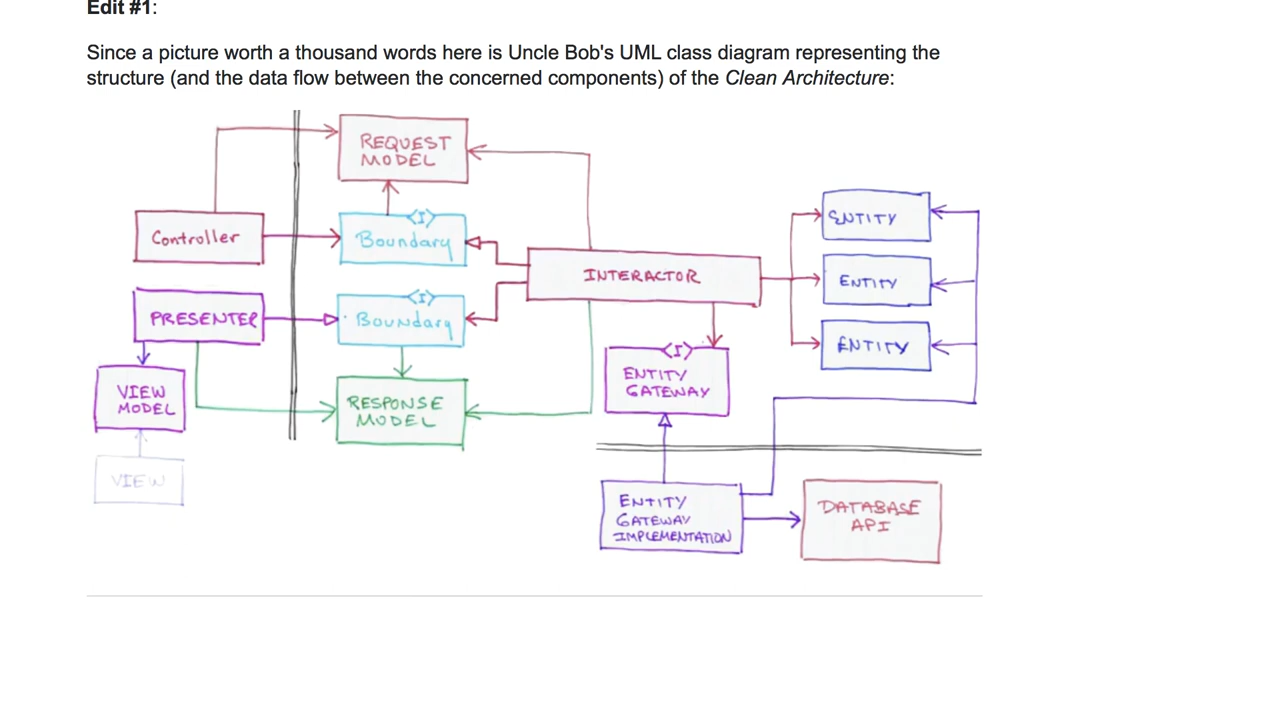 Edit #1:
Since a picture worth a thousand words here is Uncle Bob's UML class diagram representing the
structure (and the data flow between the concerned components) of the Clean Architecture:
REQUEST
MODEL
Controller
<I>
Boundary
INTERACTOR
ENTITY
ENTITY
ENTITY
PRESENTER
<I>
Boundary
VIEW
MODEL
RESPONSE
MODEL
<I>
ENTITY
GATEWAY
VIEW
ENTITY
GATEWAY
IMPLEMENTATION
DATABASE
API